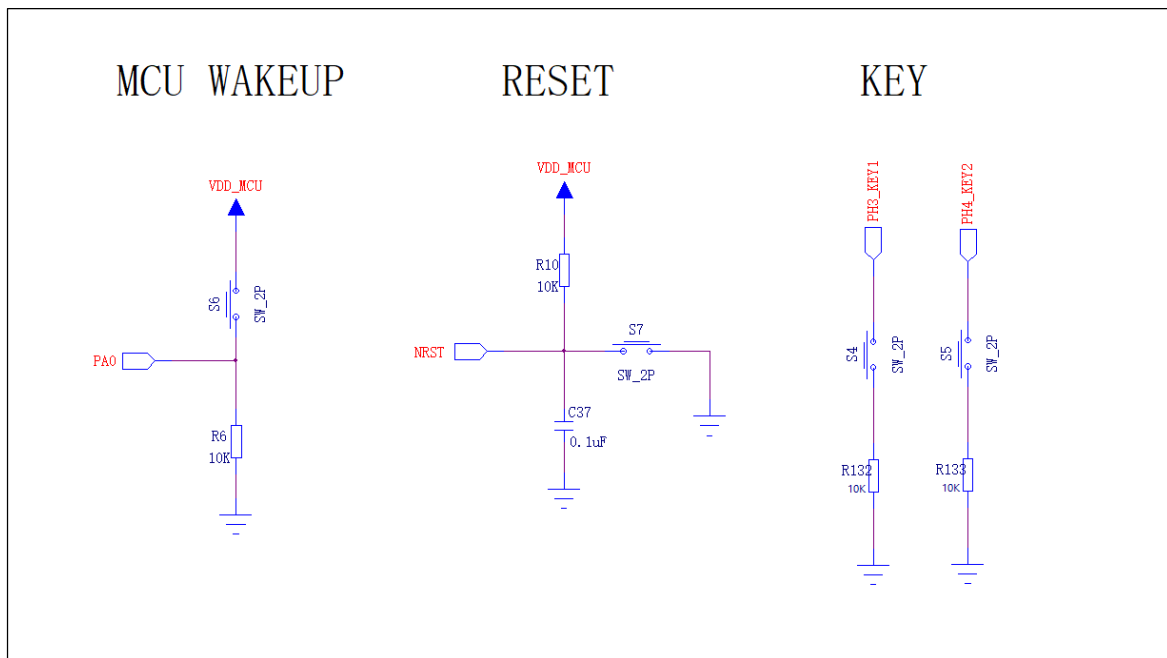 MCU WAKEUP
RESET
KEY
VDD_MCU
S6
SW_2P
PA0
R6
10K
VDD_MCU
R10
10K
NRST
S7
SW_2P
C37
0.1uF
PH3_KEY1
PH4_KEY2
S4
SW_2P
S5
SW_2P
R132
10K
R133
10K